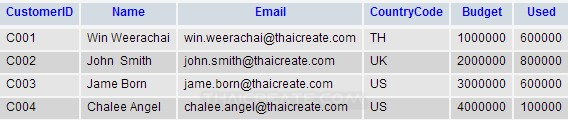 CustomerID Name Email CountryCode Budget Used
C001 Win Weerachai win.weerachai@thaicreate.com TH 1000000 600000
C002 John Smith john.smith@thaicreate.com UK 2000000 800000
C003 Jame Born jame.born@thaicreate.com US 3000000 600000
C004 Chalee Angel chalee.angel@thaicreate.com US 4000000 100000